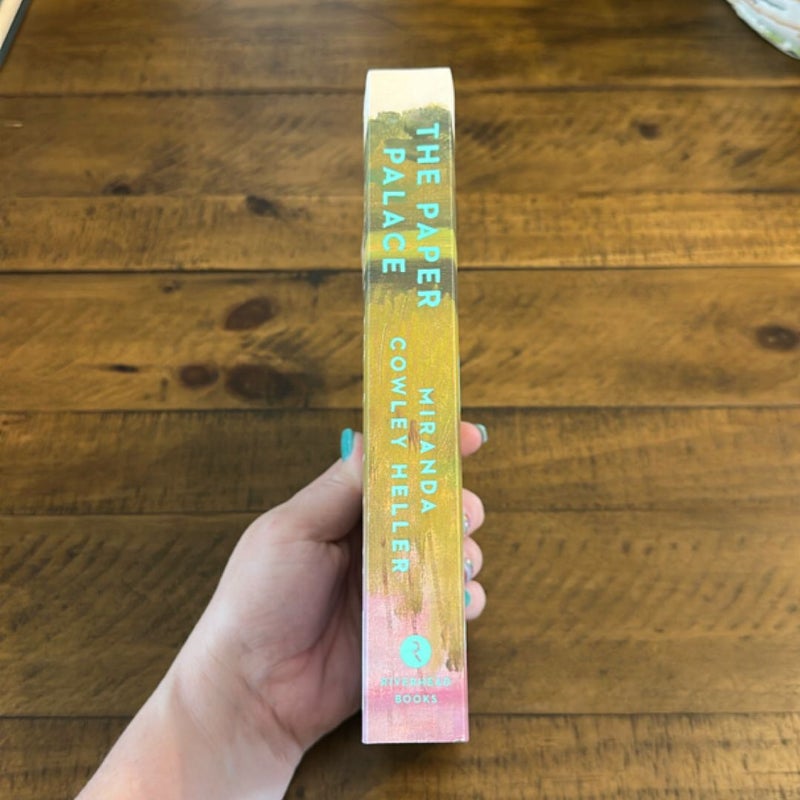 THE PAPER
PALACE
MIRANDA
COWLEY HELLER
RIVERHEAD
BOOKS